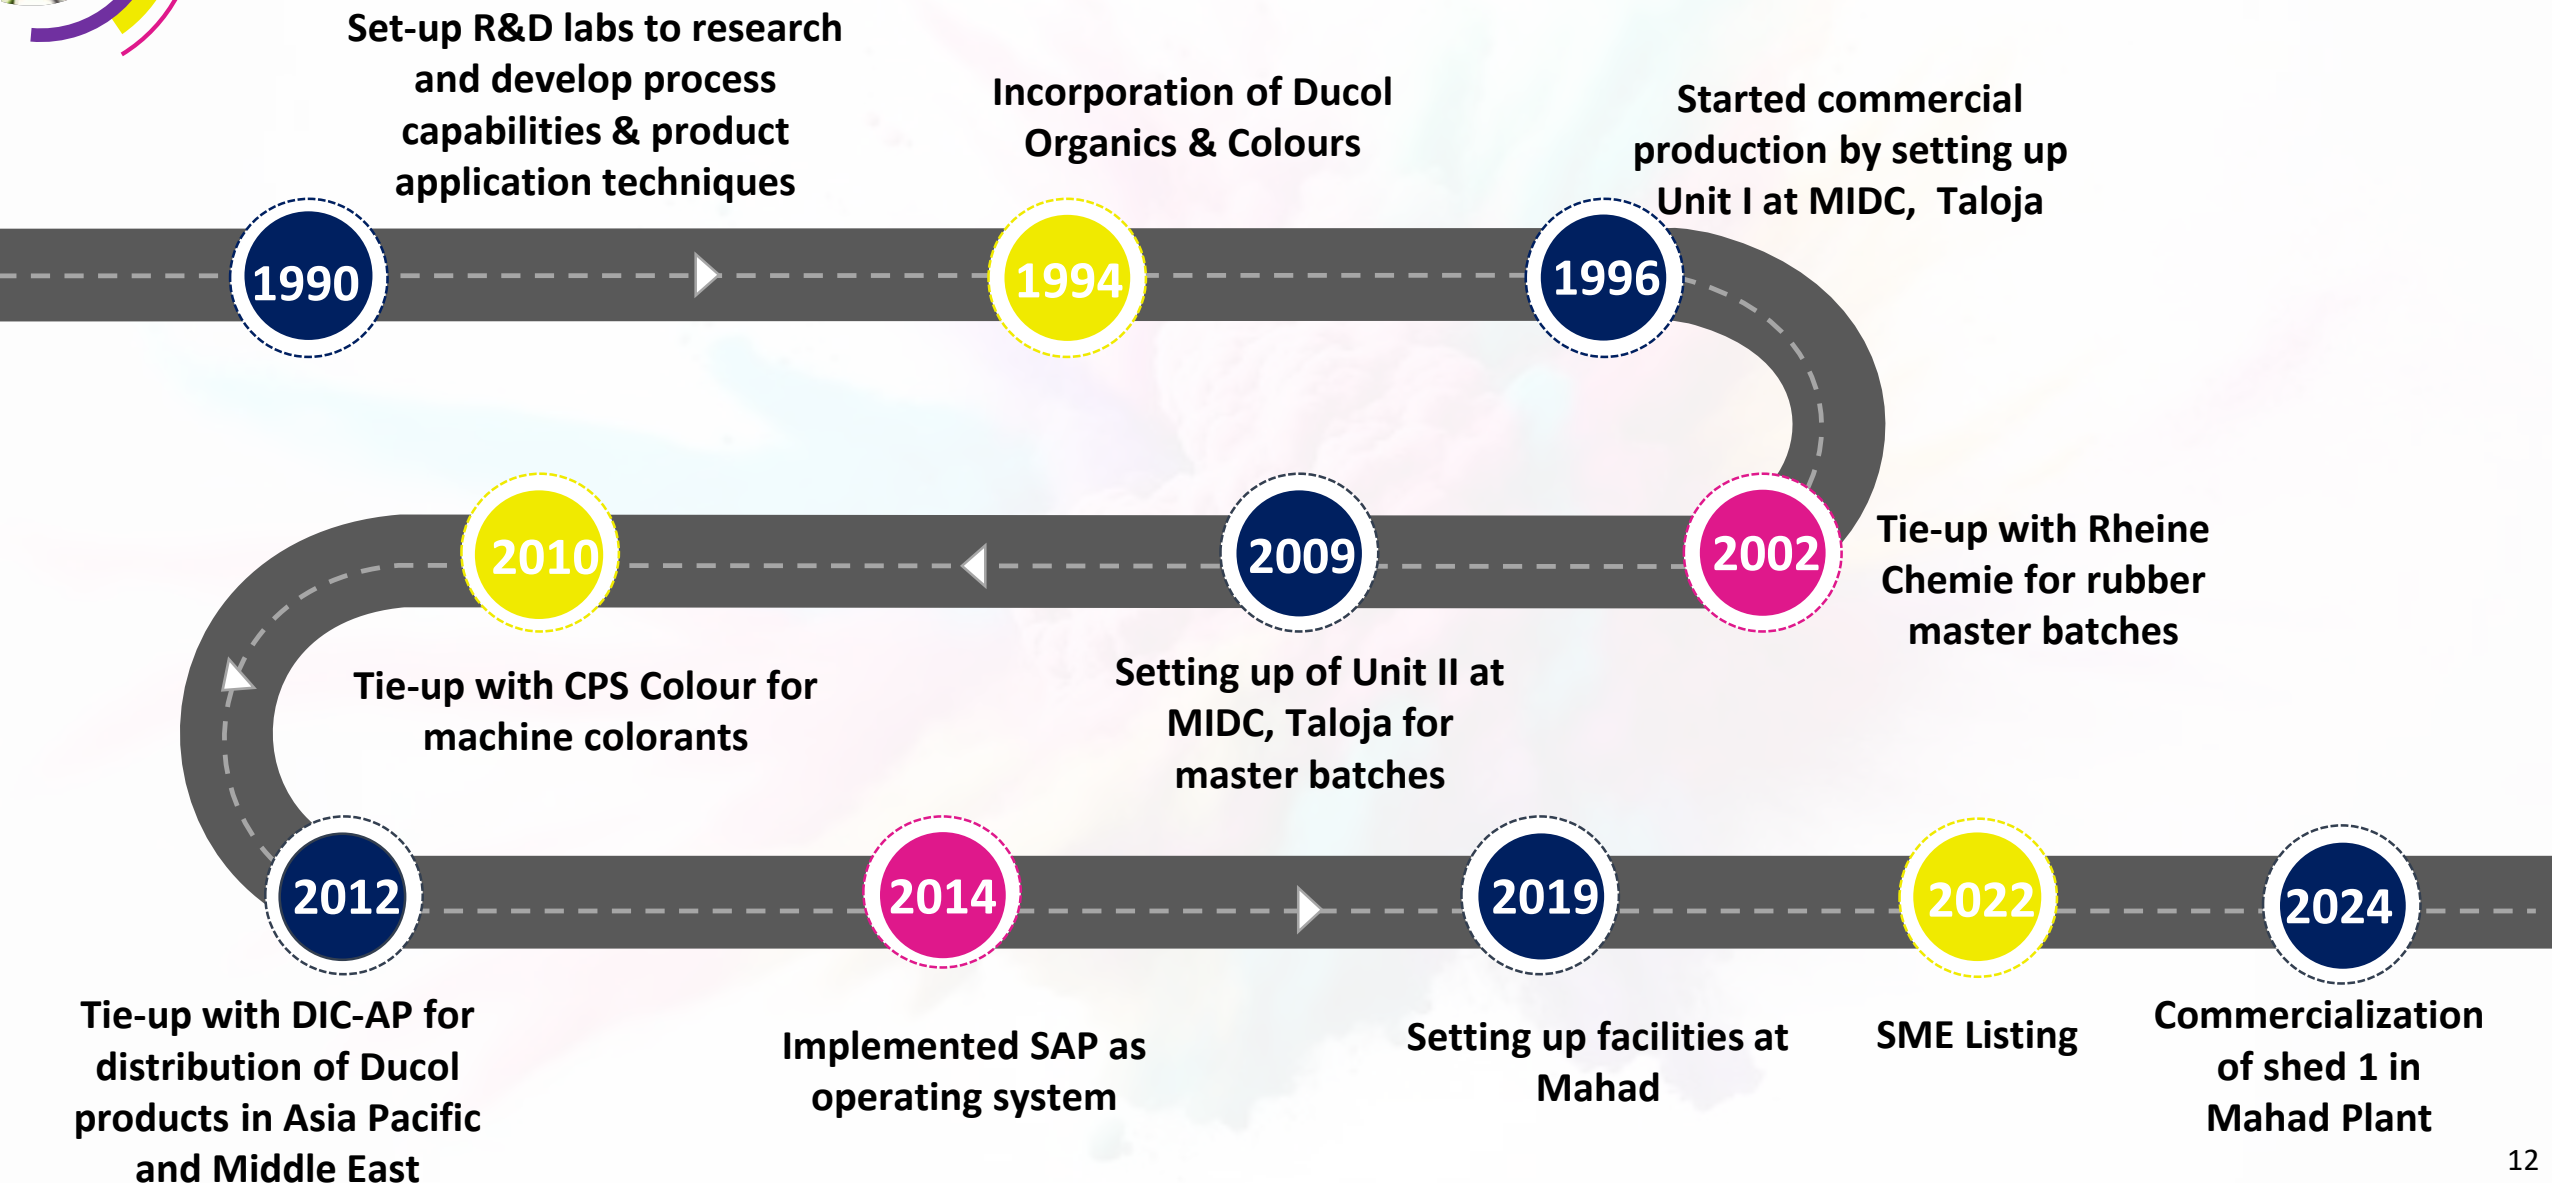 Set-up R&D labs to research
and develop process
capabilities & product
application techniques
1990
Incorporation of Ducol
Organics & Colours
1994
Started commercial
production by setting up
Unit I at MIDC, Taloja
1996
2002
Tie-up with Rheine
Chemie for rubber
master batches
2009
Setting up of Unit II at
MIDC, Taloja for
master batches
2010
Tie-up with CPS Colour for
machine colorants
2012
Tie-up with DIC-AP for
distribution of Ducol
products in Asia Pacific
and Middle East
2014
Implemented SAP as
operating system
2019
Setting up facilities at
Mahad
2022
SME Listing
2024
Commercialization
of shed 1 in
Mahad Plant
12